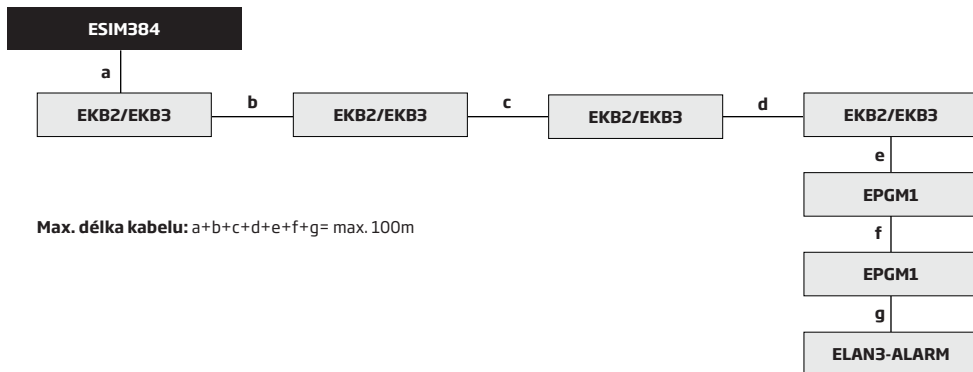 ESIM384
a
EKB2/EKB3 b EKB2/EKB3 c EKB2/EKB3 d EKB2/EKB3
e
EPGM1
Max. délka kabelu: a+b+c+d+e+f+g= max. 100m
f
EPGM1
g
ELAN3-ALARM